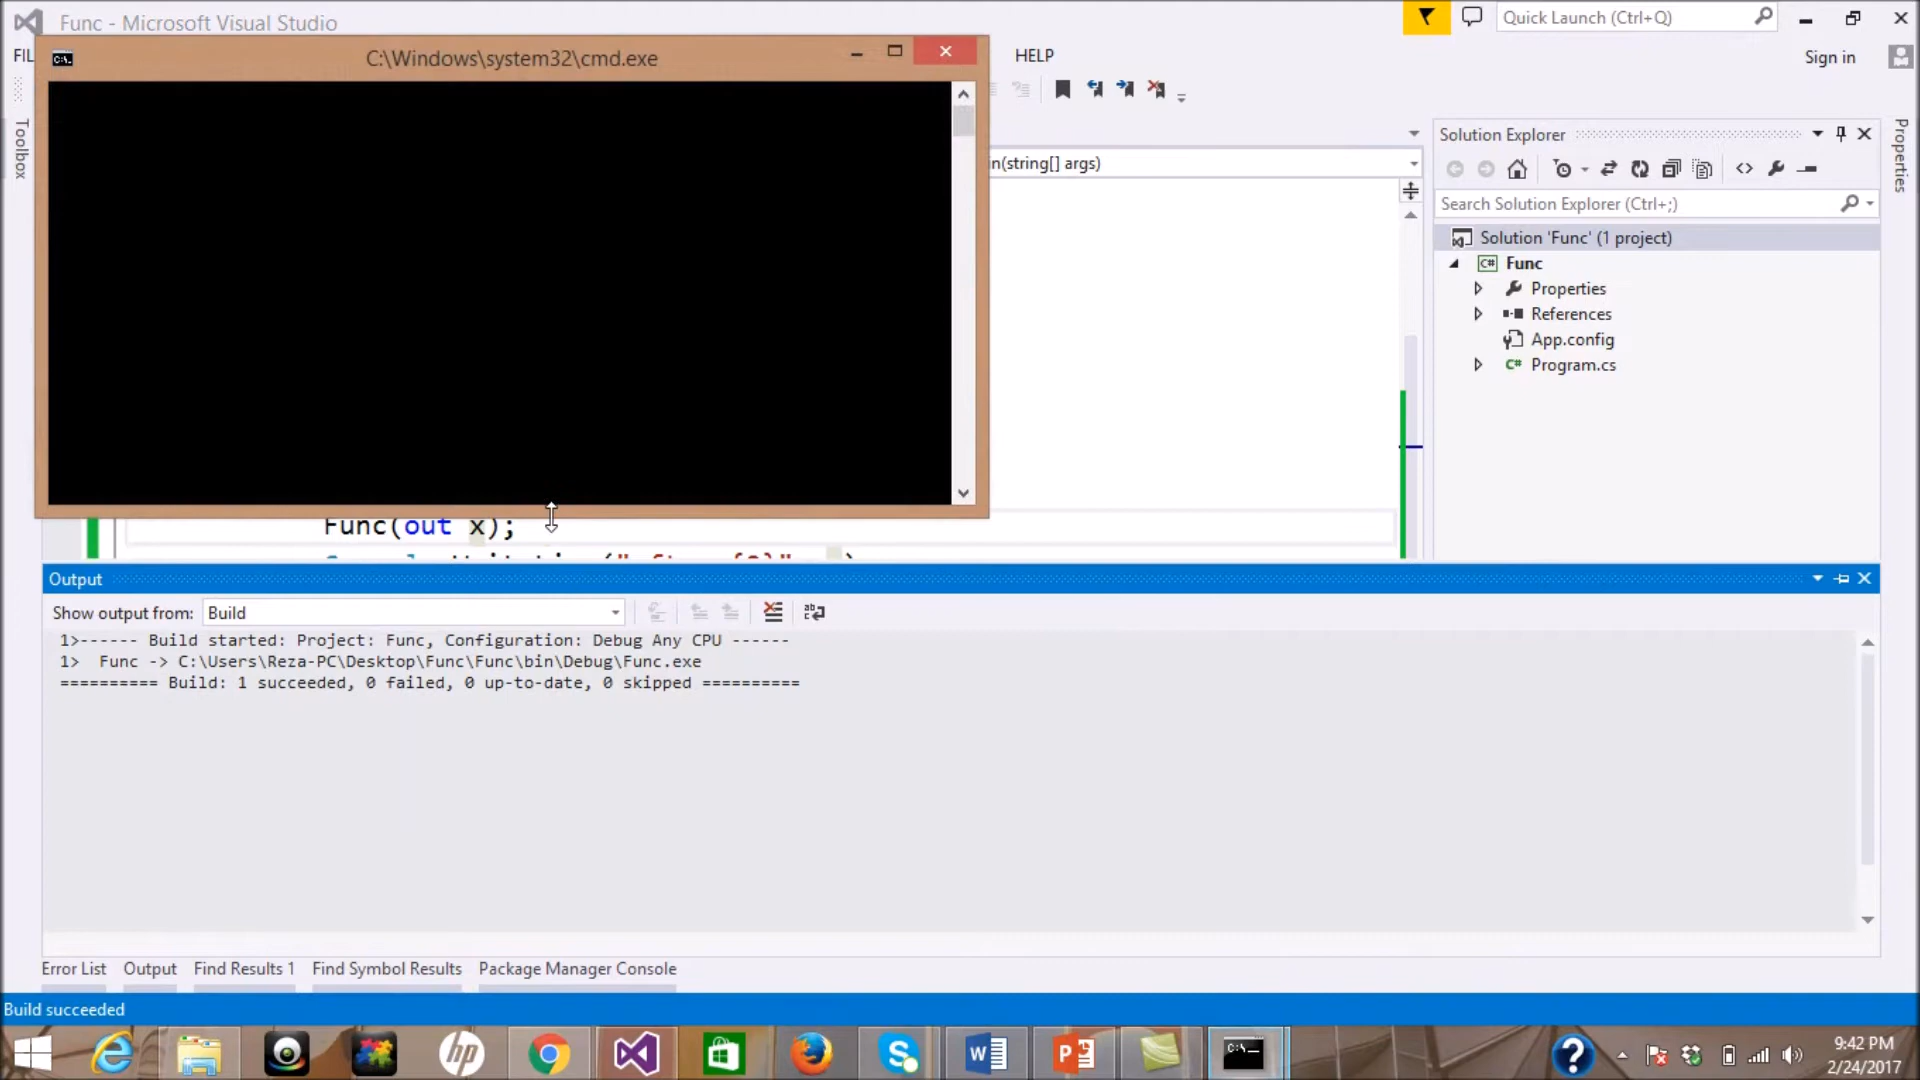 Func - Microsoft Visual Studio
Quick Launch (Ctrl+Q)
FIL
C:\Windows\system32\cmd.exe
HELP
Sign in
Toolbox
Properties
in(string[] args)
Solution Explorer
Search Solution Explorer (Ctrl+;)
Solution 'Func' (1 project)
Func
Properties
References
App.config
Program.cs
Func(out x);
Output
Show output from: Build
1>------ Build started: Project: Func, Configuration: Debug Any CPU ------
1>  Func -> C:\Users\Reza-PC\Desktop\Func\Func\bin\Debug\Func.exe
========== Build: 1 succeeded, 0 failed, 0 up-to-date, 0 skipped ==========
Error List Output Find Results 1 Find Symbol Results Package Manager Console
Build succeeded
9:42 PM
2/24/2017